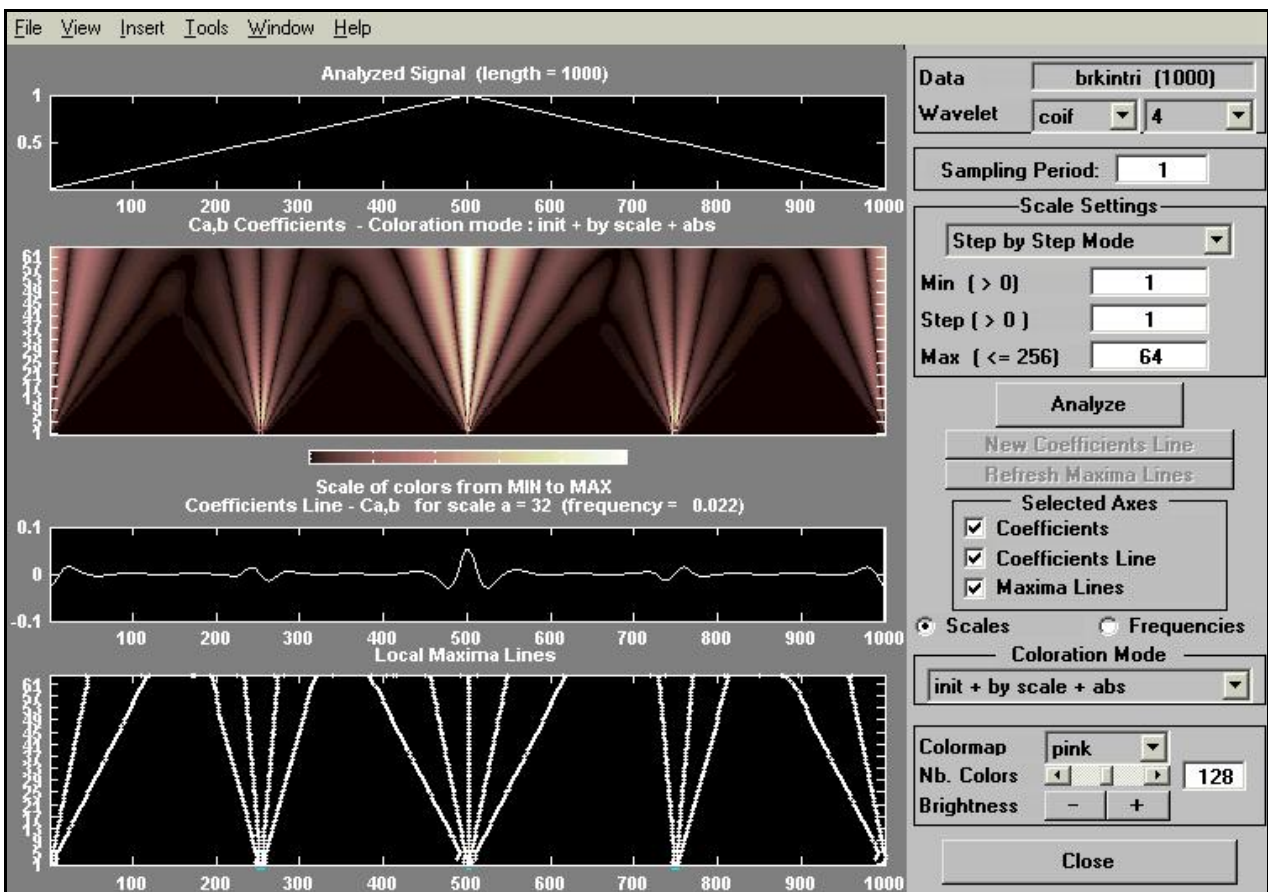 File View Insert Tools Window Help
Analyzed Signal (length = 1000)
1
0.5
100 200 300 400 500 600 700 800 900 1000
Ca,b Coefficients - Coloration mode : init + by scale + abs
61
1
Scale of colors from MIN to MAX
Coefficients Line - Ca,b for scale a = 32 (frequency = 0.022)
0.1
0
-0.1
100 200 300 400 500 600 700 800 900 1000
Local Maxima Lines
61
1
100 200 300 400 500 600 700 800 900 1000
Data brkintri (1000)
Wavelet coif 4
Sampling Period: 1
Scale Settings
Step by Step Mode
Min ( > 0) 1
Step ( > 0 ) 1
Max ( <= 256) 64
Analyze
New Coefficients Line
Refresh Maxima Lines
Selected Axes
Coefficients
Coefficients Line
Maxima Lines
Scales Frequencies
Coloration Mode
init + by scale + abs
Colormap pink
Nb. Colors 128
Brightness - +
Close